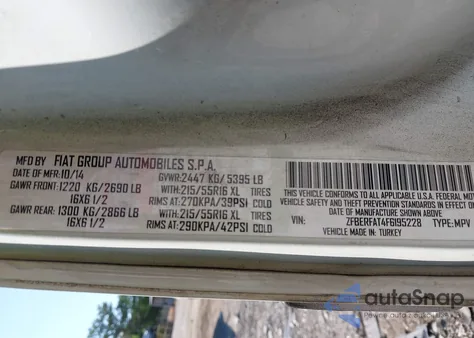 MFD BY FIAT GROUP AUTOMOBILES S.P.A.
DATE OF MFR:10/14 GVWR:2447 KG/5395 LB
GAWR FRONT:1220 KG/2690 LB WITH:215/55R16 XL TIRES
16X6 1/2 RIMS AT:270KPA/39PSI COLD
GAWR REAR: 1300 KG/2866 LB WITH:215/55R16 XL TIRES
16X6 1/2 RIMS AT:290KPA/42PSI COLD
THIS VEHICLE CONFORMS TO ALL APPLICABLE U.S.A. MOTOR
VEHICLE SAFETY STANDARDS IN EFFECT ON THE
DATE OF MANUFACTURE SHOWN ABOVE.
VIN: ZFBERFAT4F6195228 TYPE:MPV
VEHICLE MADE IN: TURKEY
autoSnap